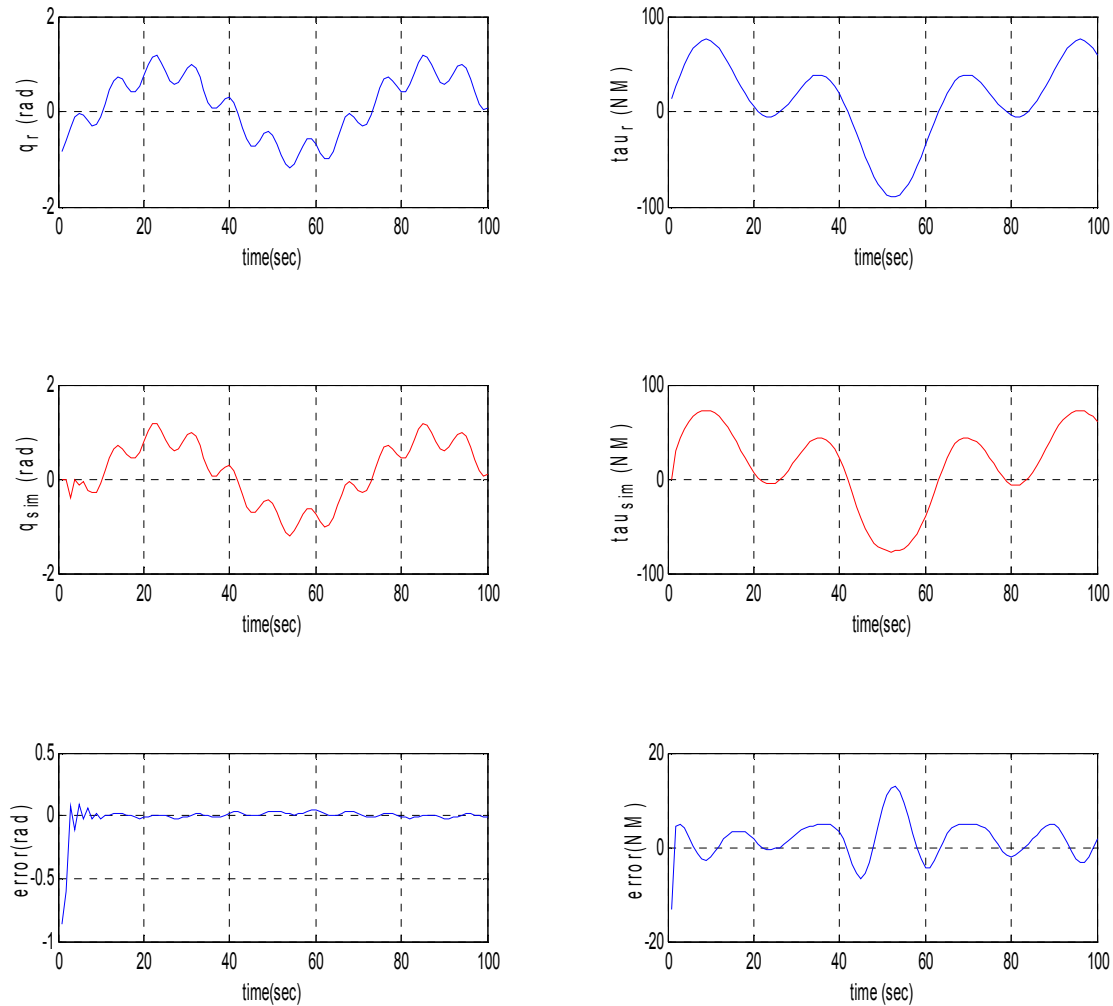 2
0
-2
q r (rad)
0 20 40 60 80 100
time(sec)
100
0
-100
tau r (NM)
0 20 40 60 80 100
time(sec)
2
0
-2
q sim (rad)
0 20 40 60 80 100
time(sec)
100
0
-100
tau sim (NM)
0 20 40 60 80 100
time(sec)
0.5
0
-0.5
-1
error(rad)
0 20 40 60 80 100
time(sec)
20
0
-20
error(NM)
0 20 40 60 80 100
time (sec)